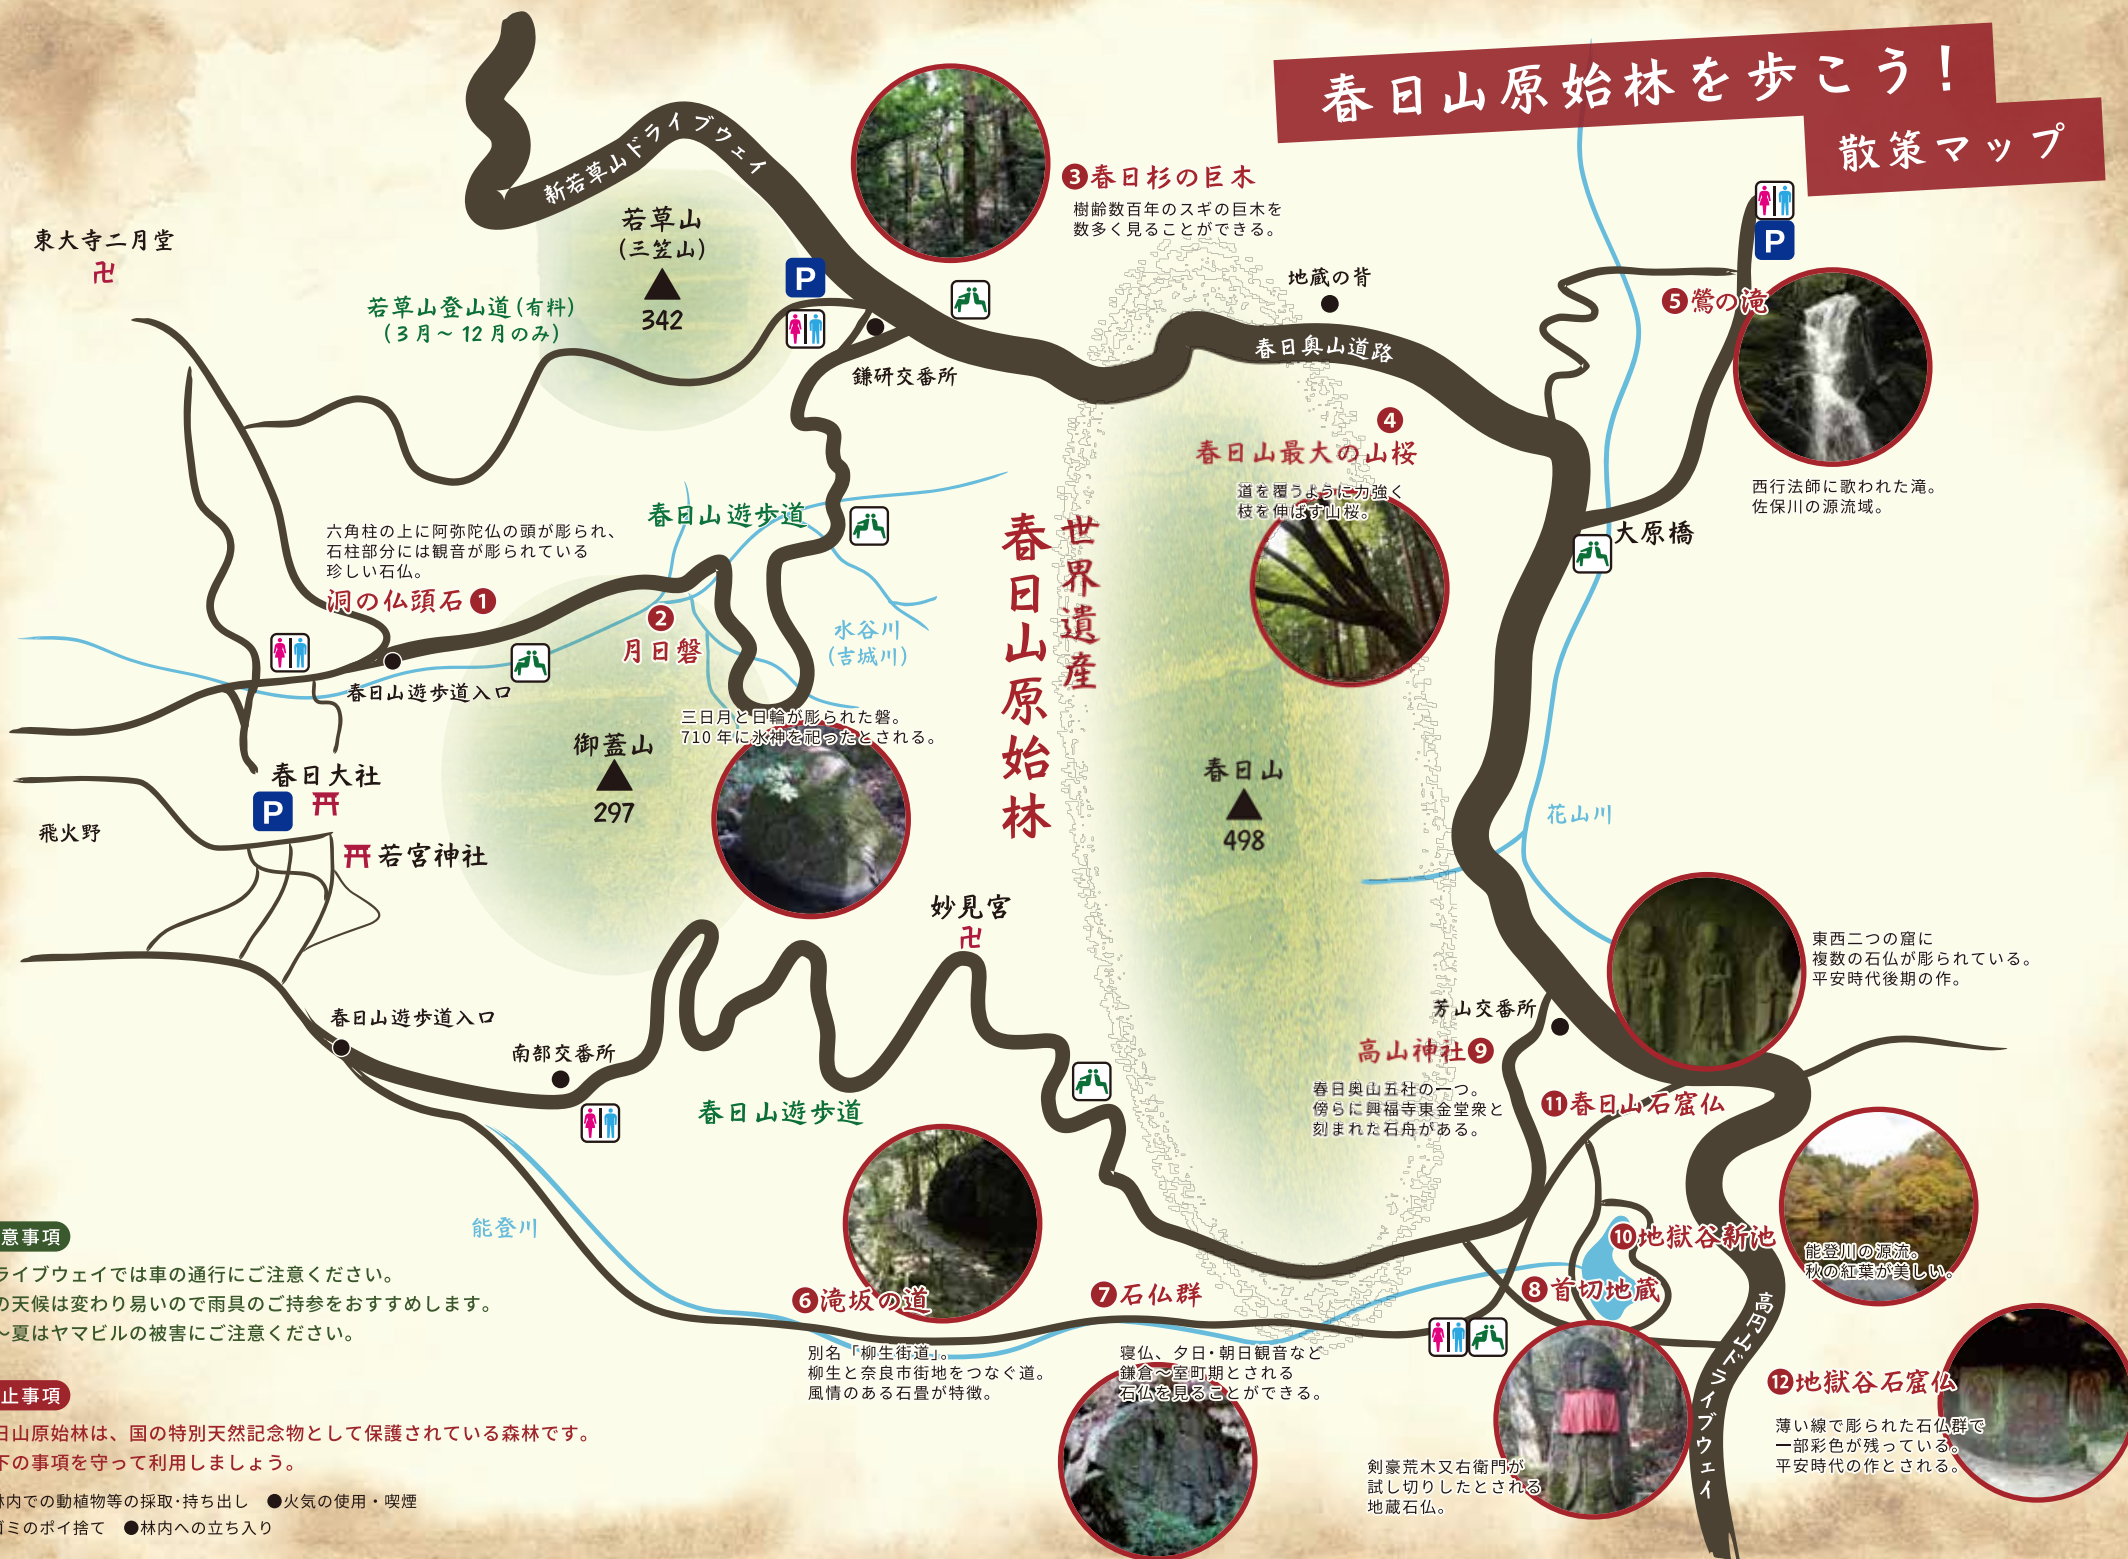 春日山原始林を歩こう!
散策マップ
新若草山ドライブウェイ
東大寺二月堂
若草山
(三笠山)
342
若草山登山道(有料)
(3月～12月のみ)
P
鎌研交番所
❸春日杉の巨木
樹齢数百年のスギの巨木を
数多く見ることができる。
地蔵の背
春日奥山道路
P
❺鶯の滝
西行法師に歌われた滝。
佐保川の源流域。
大原橋
❹
春日山最大の山桜
道を覆うように力強く
枝を伸ばす山桜。
世界遺産
春日山原始林
春日山遊歩道
六角柱の上に阿弥陀仏の頭が彫られ、
石柱部分には観音が彫られている
珍しい石仏。
洞の仏頭石❶
❷
月日磐
三日月と日輪が彫られた磐。
710年に氷神を祀ったとされる。
水谷川
(吉城川)
春日山遊歩道入口
春日大社
P
飛火野
若宮神社
御蓋山
297
春日山
498
花山川
妙見宮
東西二つの窟に
複数の石仏が彫られている。
平安時代後期の作。
芳山交番所
高山神社❾
春日奥山五社の一つ。
傍らに興福寺東金堂衆と
刻まれた石舟がある。
⓫春日山石窟仏
春日山遊歩道入口
南部交番所
春日山遊歩道
能登川
❿地獄谷新池
能登川の源流。
秋の紅葉が美しい。
❽首切地蔵
剣豪荒木又右衛門が
試し切りしたとされる
地蔵石仏。
❻滝坂の道
別名「柳生街道」。
柳生と奈良市街地をつなぐ道。
風情のある石畳が特徴。
❼石仏群
寝仏、夕日･朝日観音など
鎌倉～室町期とされる
石仏を見ることができる。
高円山ドライブウェイ
⓬地獄谷石窟仏
薄い線で彫られた石仏群で
一部彩色が残っている。
平安時代の作とされる。
意事項
ライブウェイでは車の通行にご注意ください。
の天候は変わり易いので雨具のご持参をおすすめします。
～夏はヤマビルの被害にご注意ください。
止事項
日山原始林は、国の特別天然記念物として保護されている森林です。
下の事項を守って利用しましょう。
林内での動植物等の採取･持ち出し ●火気の使用・喫煙
ゴミのポイ捨て ●林内への立ち入り